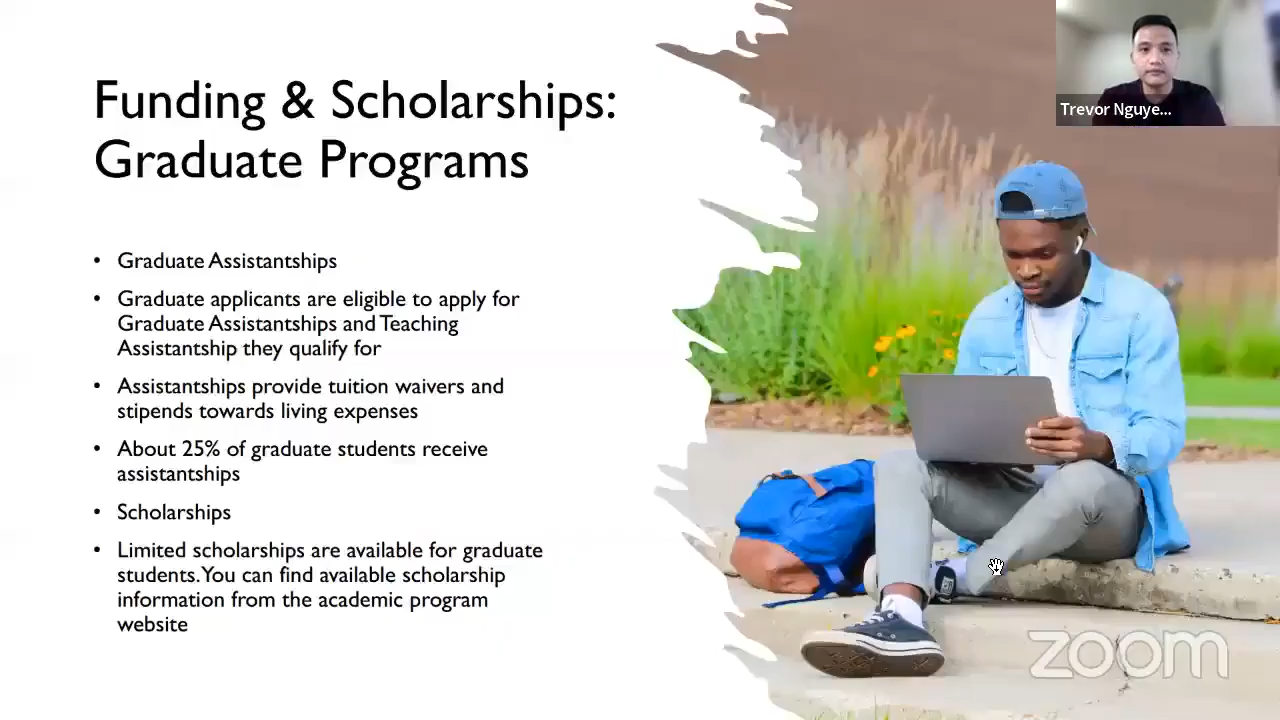 Funding & Scholarships:
Graduate Programs
• Graduate Assistantships
• Graduate applicants are eligible to apply for
Graduate Assistantships and Teaching
Assistantship they qualify for
• Assistantships provide tuition waivers and
stipends towards living expenses
• About 25% of graduate students receive
assistantships
• Scholarships
• Limited scholarships are available for graduate
students. You can find available scholarship
information from the academic program
website
Trevor Nguye...
zoom